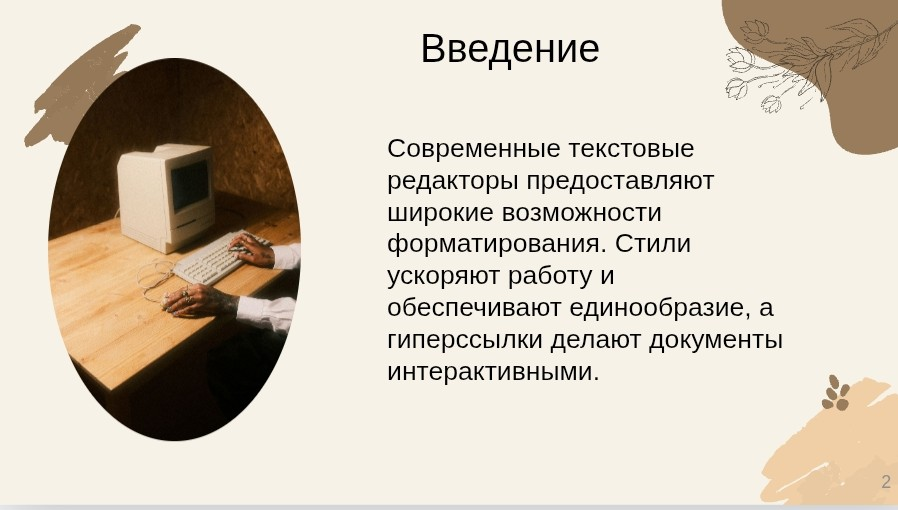 Введение
Современные текстовые
редакторы предоставляют
широкие возможности
форматирования. Стили
ускоряют работу и
обеспечивают единообразие, а
гиперссылки делают документы
интерактивными.
2